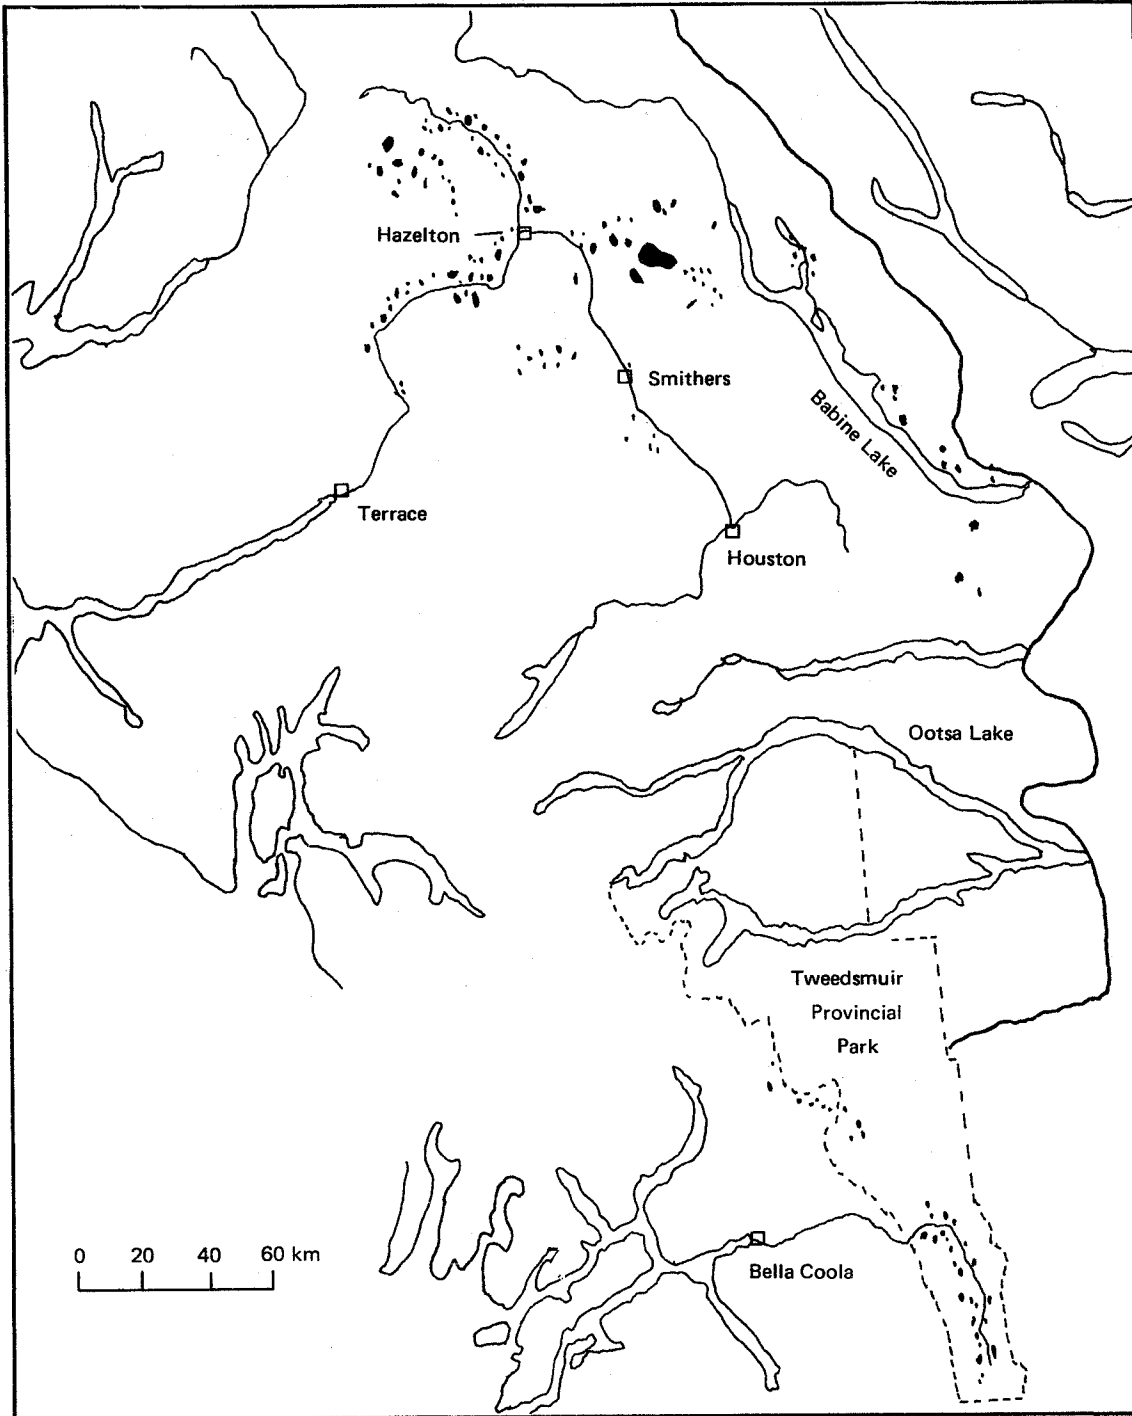 Hazelton
Smithers
Babine Lake
Terrace
Houston
Ootsa Lake
Tweedsmuir
Provincial
Park
0 20 40 60 km
Bella Coola